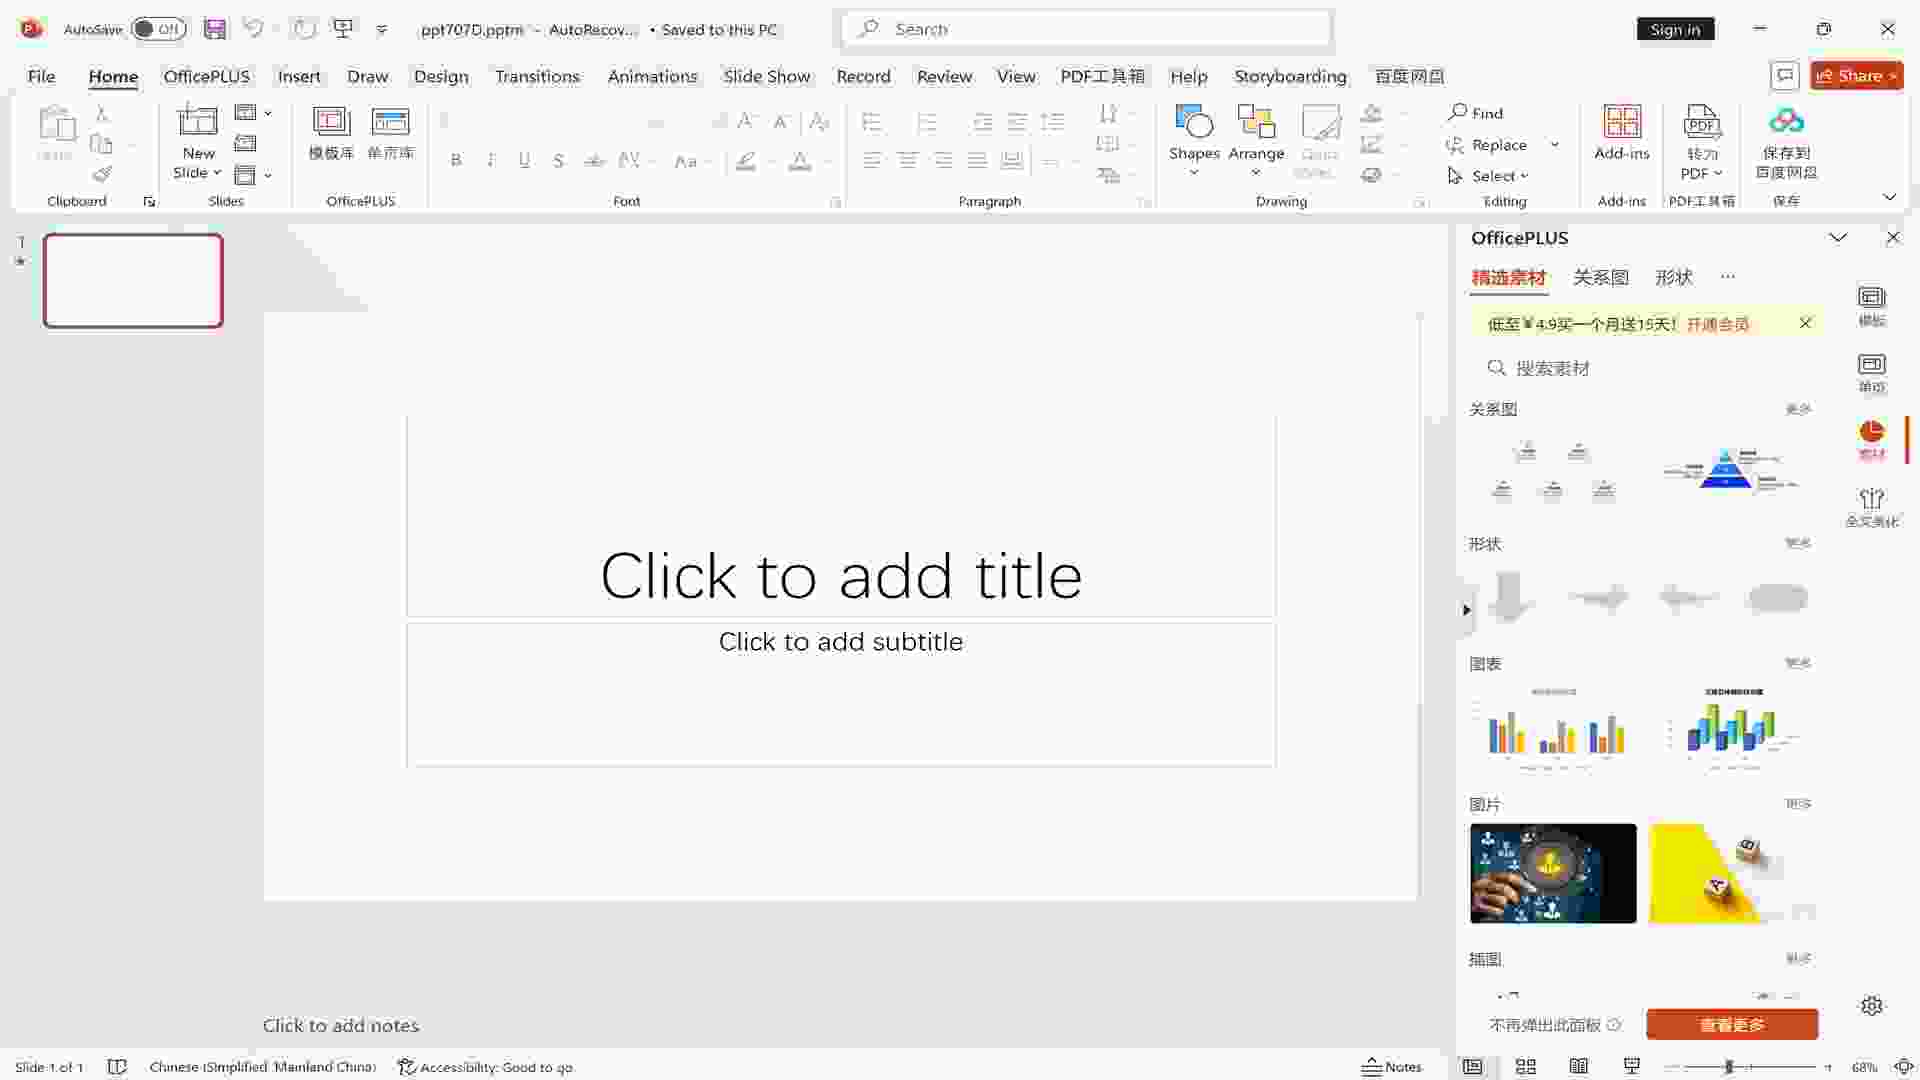 AutoSave Off
ppt707D.pptm - AutoRecov... • Saved to this PC
Search
Sign in
File Home OfficePLUS Insert Draw Design Transitions Animations Slide Show Record Review View PDF工具箱 Help Storyboarding 百度网盘
Share
New
Slide
模板库 单页库
B I U S Aa
Shapes Arrange
Find
Replace
Select
Add-ins
PDF
转为
PDF
保存到
百度网盘
Clipboard Slides OfficePLUS Font Paragraph Drawing Editing Add-ins PDF工具箱 保存
1
Click to add title
Click to add subtitle
Click to add notes
OfficePLUS
精选素材 关系图 形状 ...
低至¥4.9买一个月送15天! 开通会员
搜索素材
关系图 更多
形状 更多
图表 更多
图片 更多
插图 更多
模板
单页
素材
全文美化
不再弹出此面板
查看更多
Slide 1 of 1
Chinese (Simplified, Mainland China)
Accessibility: Good to go
Notes
68%